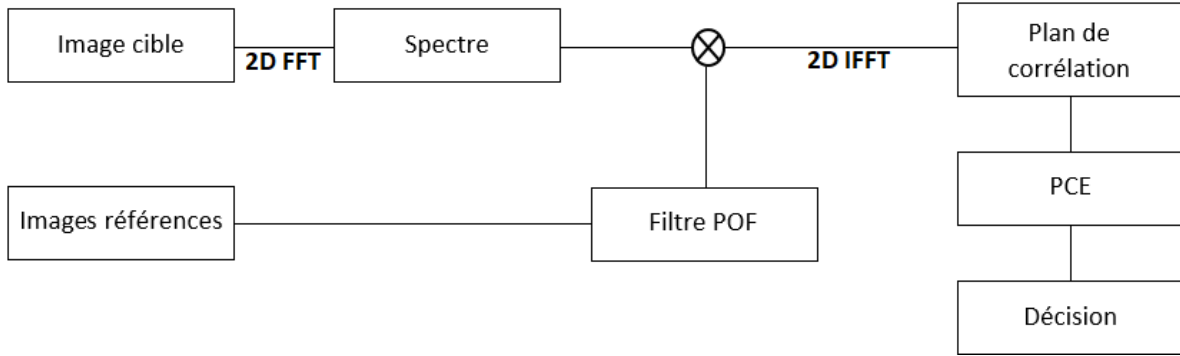 Image cible
2D FFT
Spectre
2D IFFT
Plan de
corrélation
Images références
Filtre POF
PCE
Décision